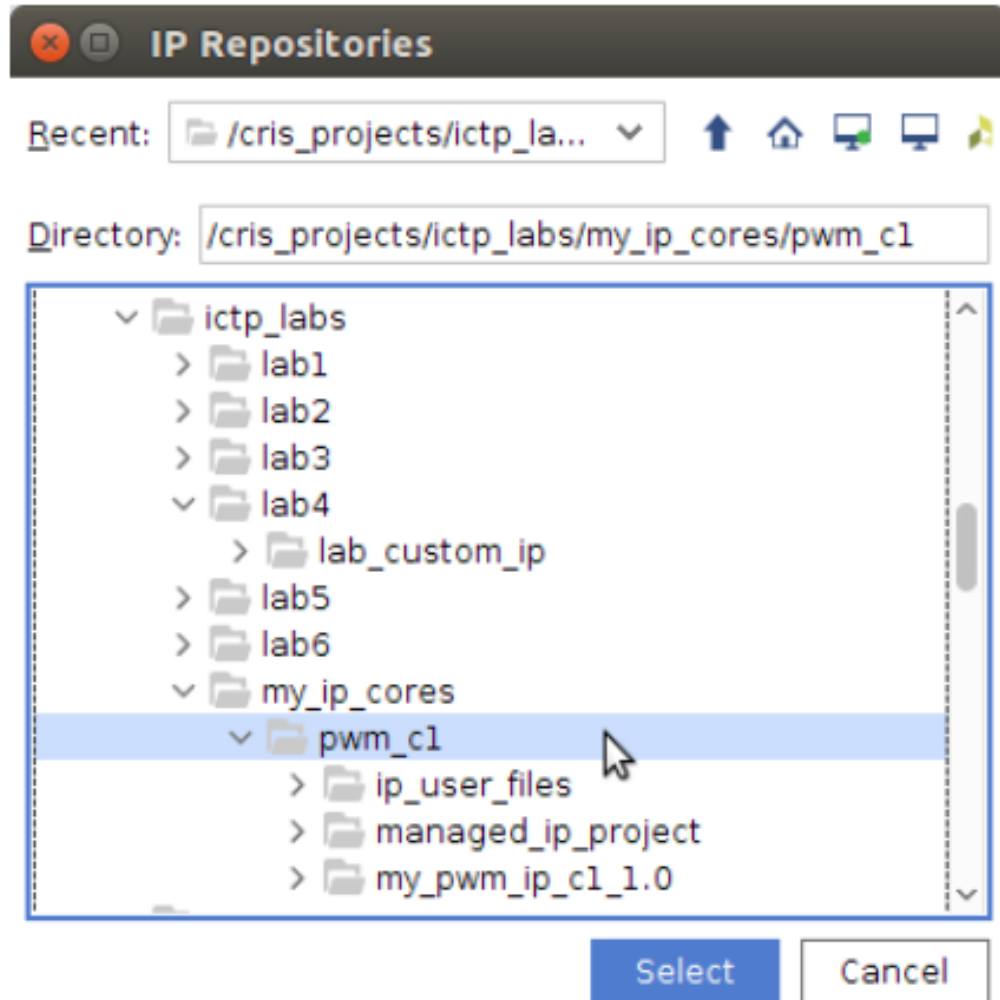 IP Repositories
Recent: /cris_projects/ictp_la...
Directory: /cris_projects/ictp_labs/my_ip_cores/pwm_c1
ictp_labs
lab1
lab2
lab3
lab4
lab_custom_ip
lab5
lab6
my_ip_cores
pwm_c1
ip_user_files
managed_ip_project
my_pwm_ip_c1_1.0
Select Cancel